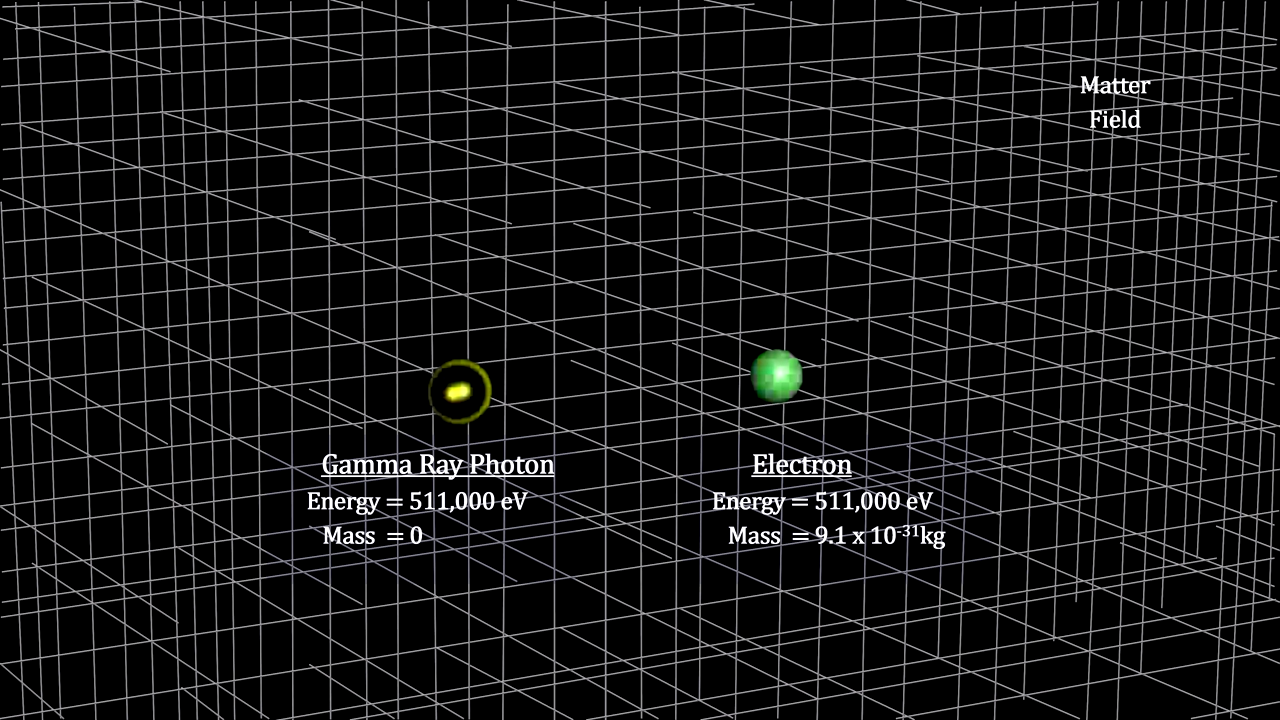 Matter
Field
Gamma Ray Photon
Energy = 511,000 eV
Mass = 0
Electron
Energy = 511,000 eV
Mass = 9.1 x 10⁻³¹kg